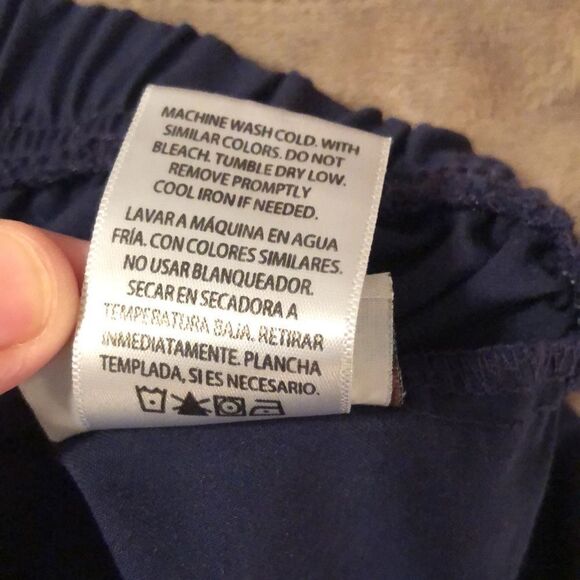 MACHINE WASH COLD. WITH
SIMILAR COLORS. DO NOT
BLEACH. TUMBLE DRY LOW.
REMOVE PROMPTLY
COOL IRON IF NEEDED.
LAVAR A MÁQUINA EN AGUA
FRÍA. CON COLORES SIMILARES.
NO USAR BLANQUEADOR.
SECAR EN SECADORA A
TEMPERATURA BAJA. RETIRAR
INMEDIATAMENTE. PLANCHA
TEMPLADA, SI ES NECESARIO.